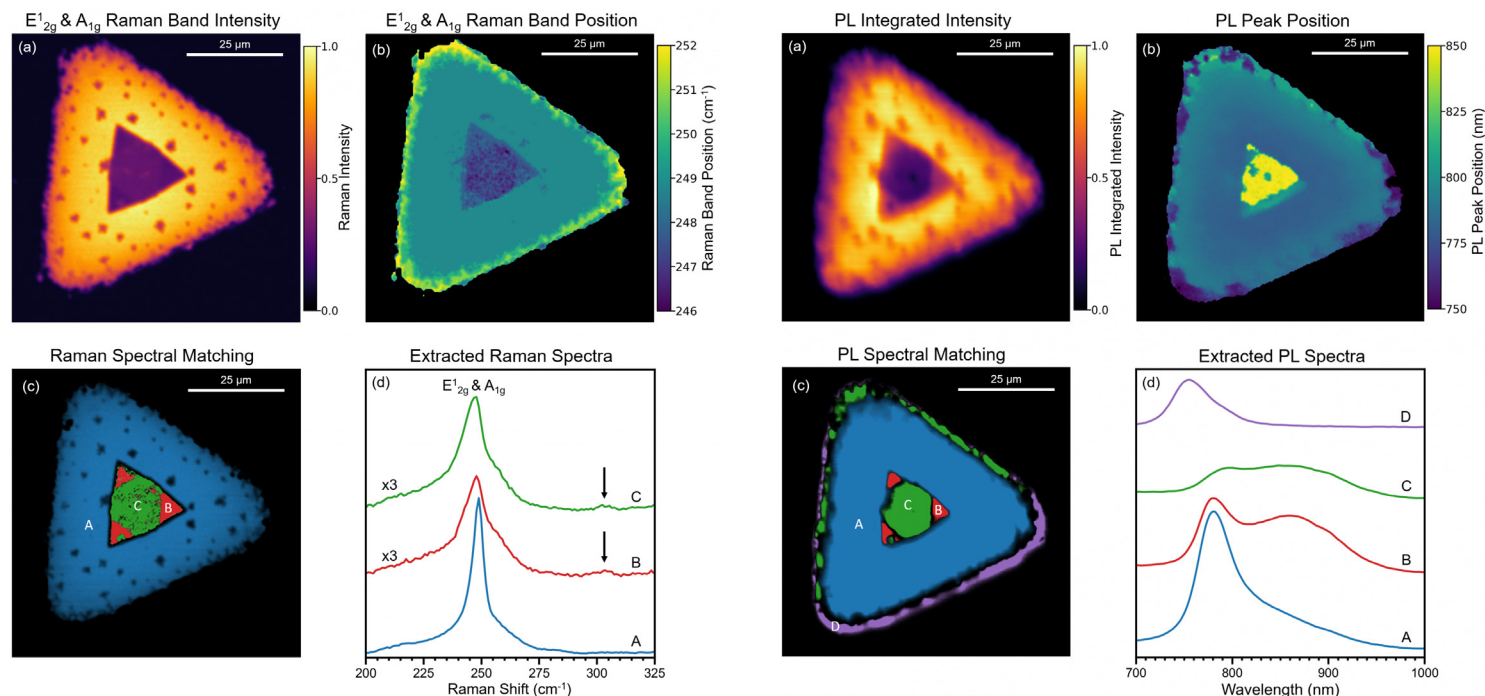 E¹₂g & A₁g Raman Band Intensity
(a)
25 µm
1.0
0.5
0.0
Raman Intensity
E¹₂g & A₁g Raman Band Position
(b)
25 µm
252
251
250
249
248
247
246
Raman Band Position (cm⁻¹)
PL Integrated Intensity
(a)
25 µm
1.0
0.5
0.0
PL Integrated Intensity
PL Peak Position
(b)
25 µm
850
825
800
775
750
PL Peak Position (nm)
Raman Spectral Matching
(c)
25 µm
A
C
B
Extracted Raman Spectra
(d)
E¹₂g & A₁g
x3
C
x3
B
A
200 225 250 275 300 325
Raman Shift (cm⁻¹)
PL Spectral Matching
(c)
25 µm
A
C
B
D
Extracted PL Spectra
(d)
D
C
B
A
700 800 900 1000
Wavelength (nm)